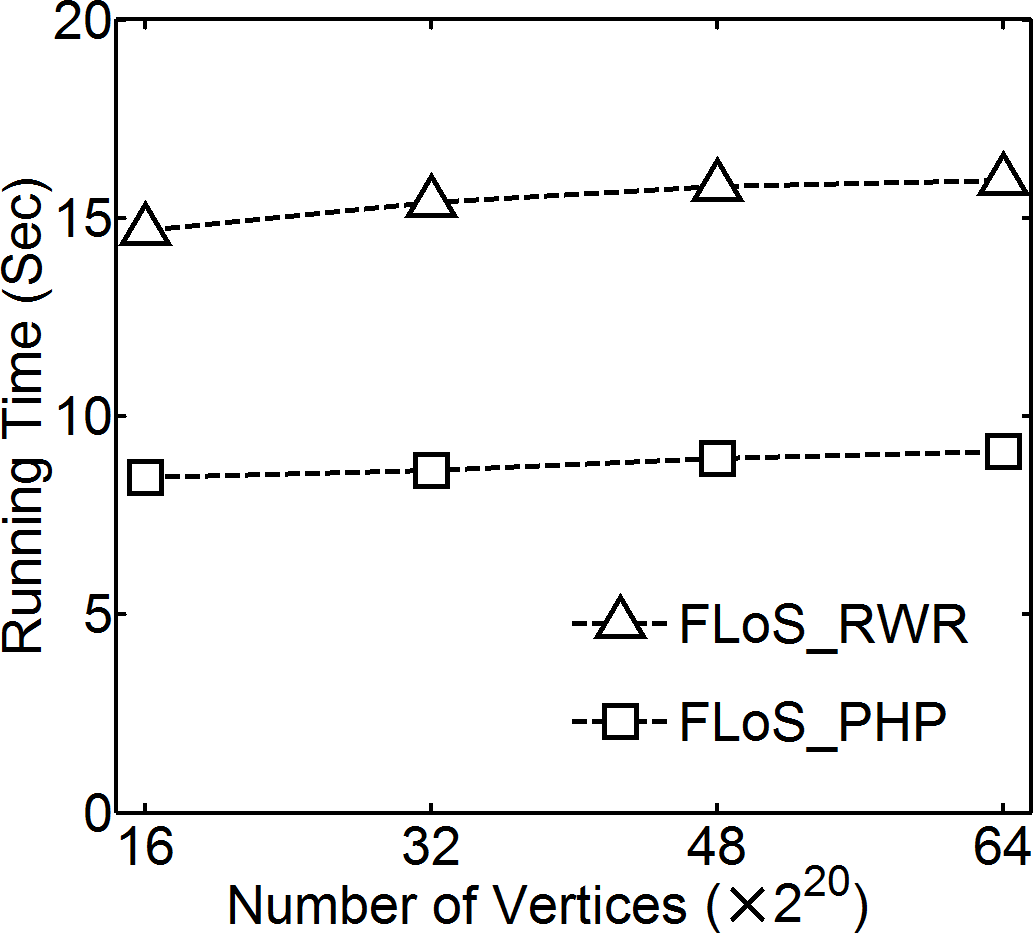 20
15
10
5
0
Running Time (Sec)
FLoS_RWR
FLoS_PHP
16 32 48 64
Number of Vertices (×2^20)